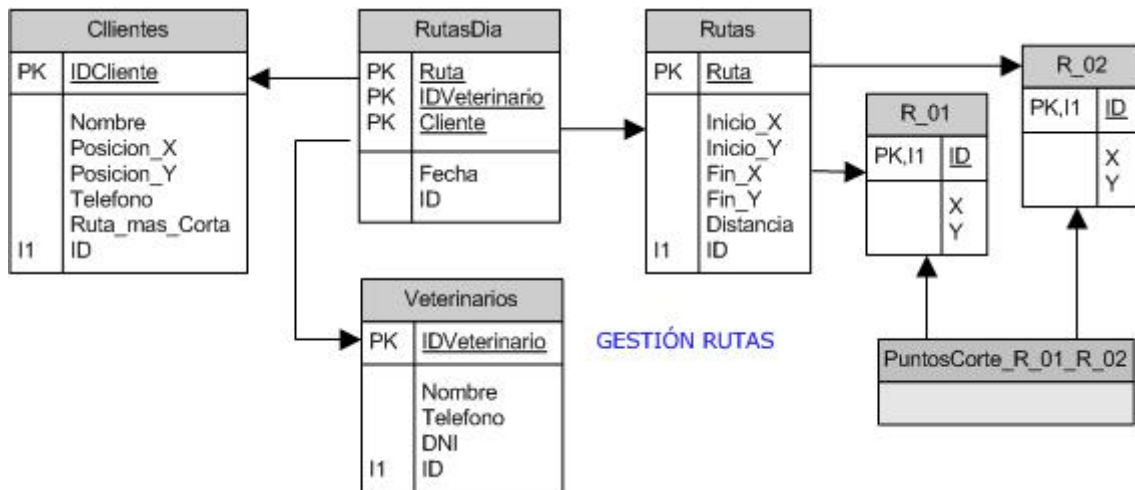 Cllientes
PK IDCliente
Nombre
Posicion_X
Posicion_Y
Telefono
Ruta_mas_Corta
I1 ID
RutasDia
PK Ruta
PK IDVeterinario
PK Cliente
Fecha
ID
Rutas
PK Ruta
Inicio_X
Inicio_Y
Fin_X
Fin_Y
Distancia
I1 ID
R_01
PK,I1 ID
X
Y
R_02
PK,I1 ID
X
Y
Veterinarios
PK IDVeterinario
Nombre
Telefono
DNI
I1 ID
GESTIÓN RUTAS
PuntosCorte_R_01_R_02